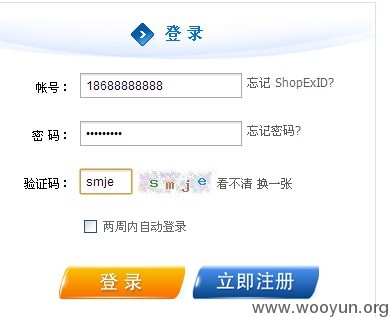 登 录
帐号： 18688888888 忘记 ShopExID?
密 码： ••••••••• 忘记密码?
验证码： smje smje 看不清 换一张
两周内自动登录
登 录 立即注册
www.wooyun.org